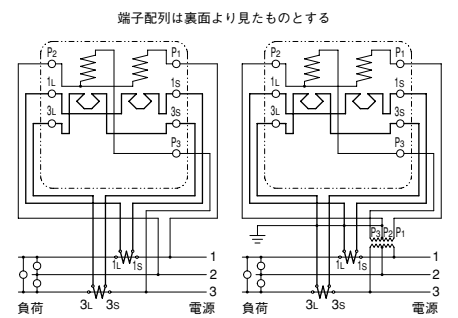 端子配列は裏面より見たものとする
P2 P1
1L 1S
3L 3S
P3
1L 1S
1
2
3
負荷 3L 3S 電源
P2 P1
1L 1S
3L 3S
P3
P3 P2 P1
1L 1S
1
2
3
負荷 3L 3S 電源